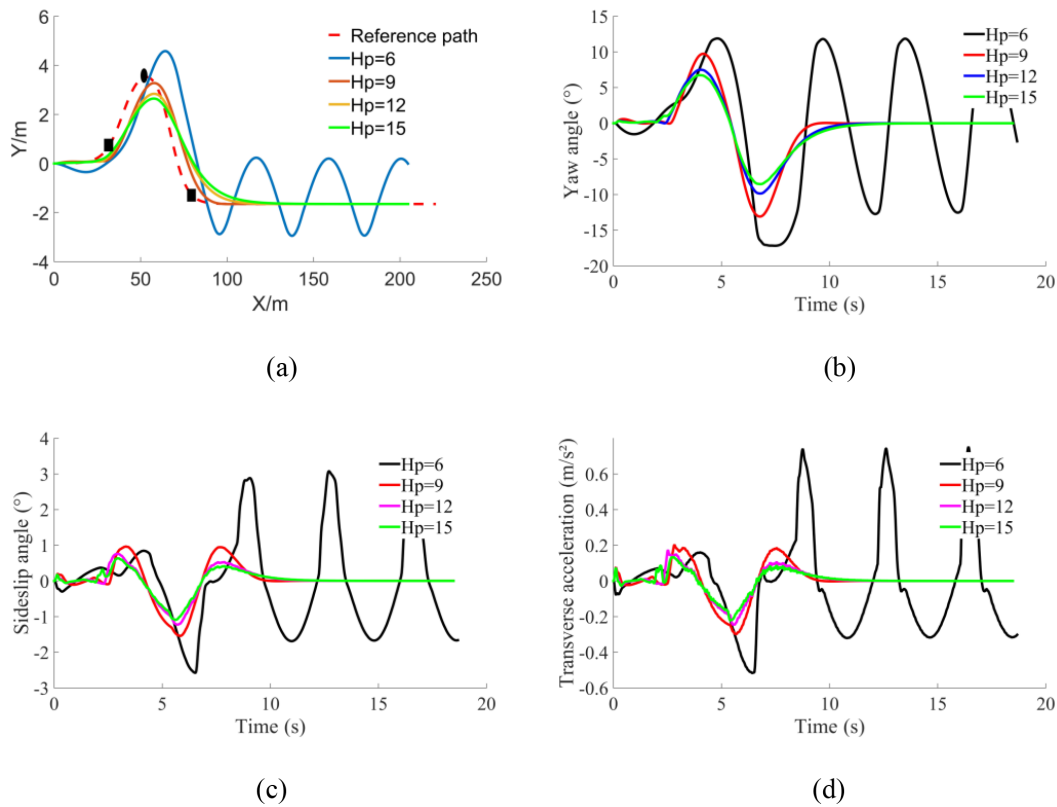 6
4
2
0
-2
-4
Y/m
0
50
100
150
200
250
X/m
Reference path
Hp=6
Hp=9
Hp=12
Hp=15
(a)
15
10
5
0
-5
-10
-15
-20
Yaw angle (°)
0
5
10
15
20
Time (s)
Hp=6
Hp=9
Hp=12
Hp=15
(b)
4
3
2
1
0
-1
-2
-3
Sideslip angle (°)
0
5
10
15
20
Time (s)
Hp=6
Hp=9
Hp=12
Hp=15
(c)
0.6
0.4
0.2
0
-0.2
-0.4
-0.6
Transverse acceleration (m/s²)
0
5
10
15
20
Time (s)
Hp=6
Hp=9
Hp=12
Hp=15
(d)